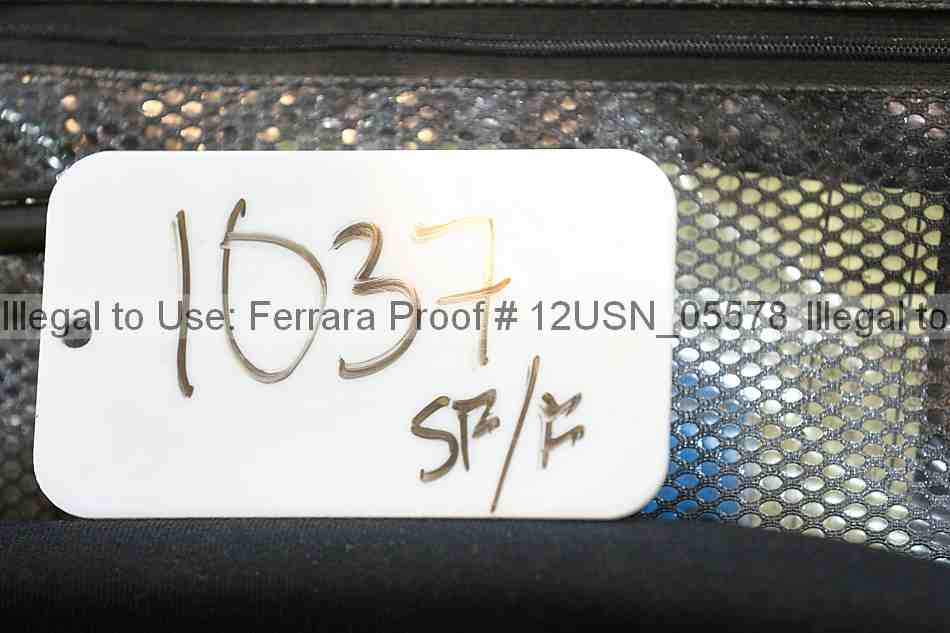 1037
SF/F
Illegal to Use: Ferrara Proof # 12USN_05578 Illegal to